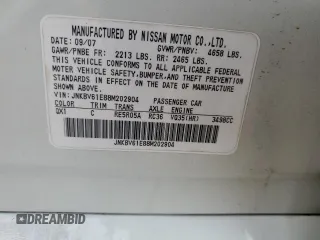 MANUFACTURED BY NISSAN MOTOR CO.,LTD.
DATE: 09/07 GVWR/PNBV: 4658 LBS.
GAWR/PNBE FR: 2213 LBS. RR: 2465 LBS.
THIS VEHICLE CONFORMS TO ALL APPLICABLE FEDERAL
MOTOR VEHICLE SAFETY, BUMPER, AND THEFT PREVENTION
STANDARDS IN EFFECT ON THE DATE OF MANUFACTURE
SHOWN ABOVE.
VIN: JNKBV61E88M202904 PASSENGER CAR
COLOR TRIM TRANS AXLE ENGINE
QX1 C RE5R05A RC36 VQ35(HR) 3498CC
JNKBV61E88M202904
DREAMBID